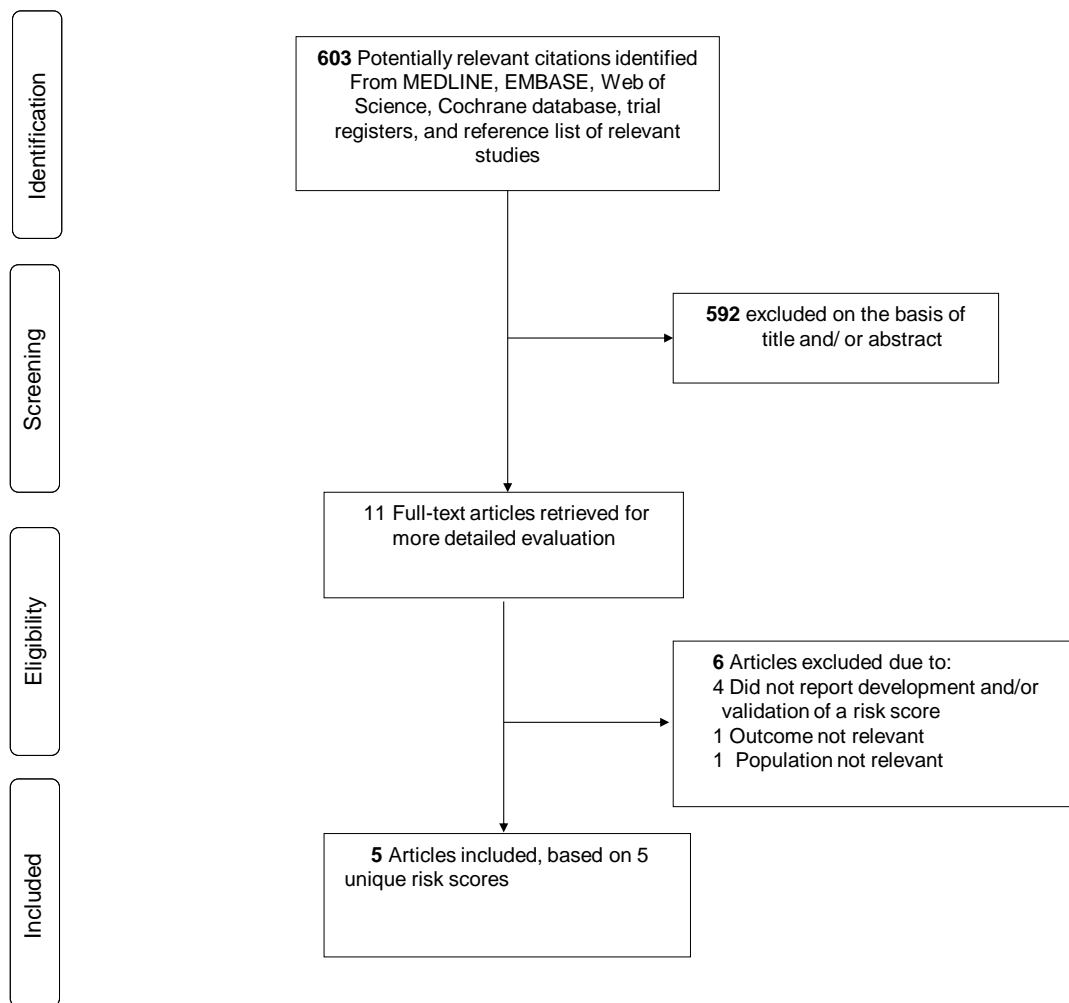 Identification
603 Potentially relevant citations identified
From MEDLINE, EMBASE, Web of
Science, Cochrane database, trial
registers, and reference list of relevant
studies
Screening
592 excluded on the basis of
title and/ or abstract
11 Full-text articles retrieved for
more detailed evaluation
Eligibility
6 Articles excluded due to:
4 Did not report development and/or
validation of a risk score
1 Outcome not relevant
1 Population not relevant
Included
5 Articles included, based on 5
unique risk scores